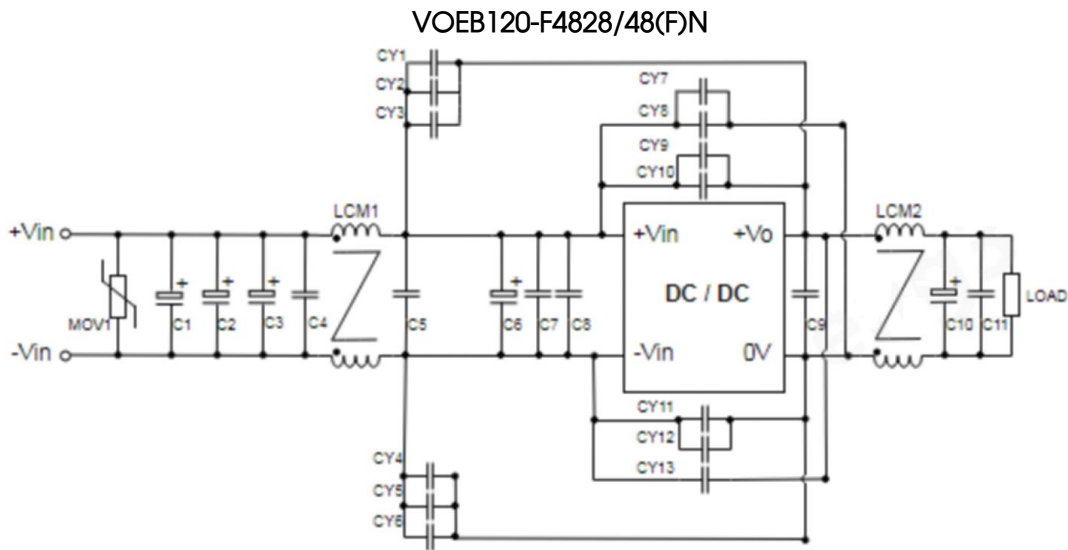 VOEB120-F4828/48(F)N
CY1
CY2
CY3
CY7
CY8
CY9
CY10
LCM1
LCM2
+Vin
+Vin
+Vo
DC / DC
MOV1
+
C1
+
C2
+
C3
C4
C5
+
C6
C7
C8
C9
+
C10
C11
LOAD
-Vin
-Vin
0V
CY11
CY12
CY13
CY4
CY5
CY6